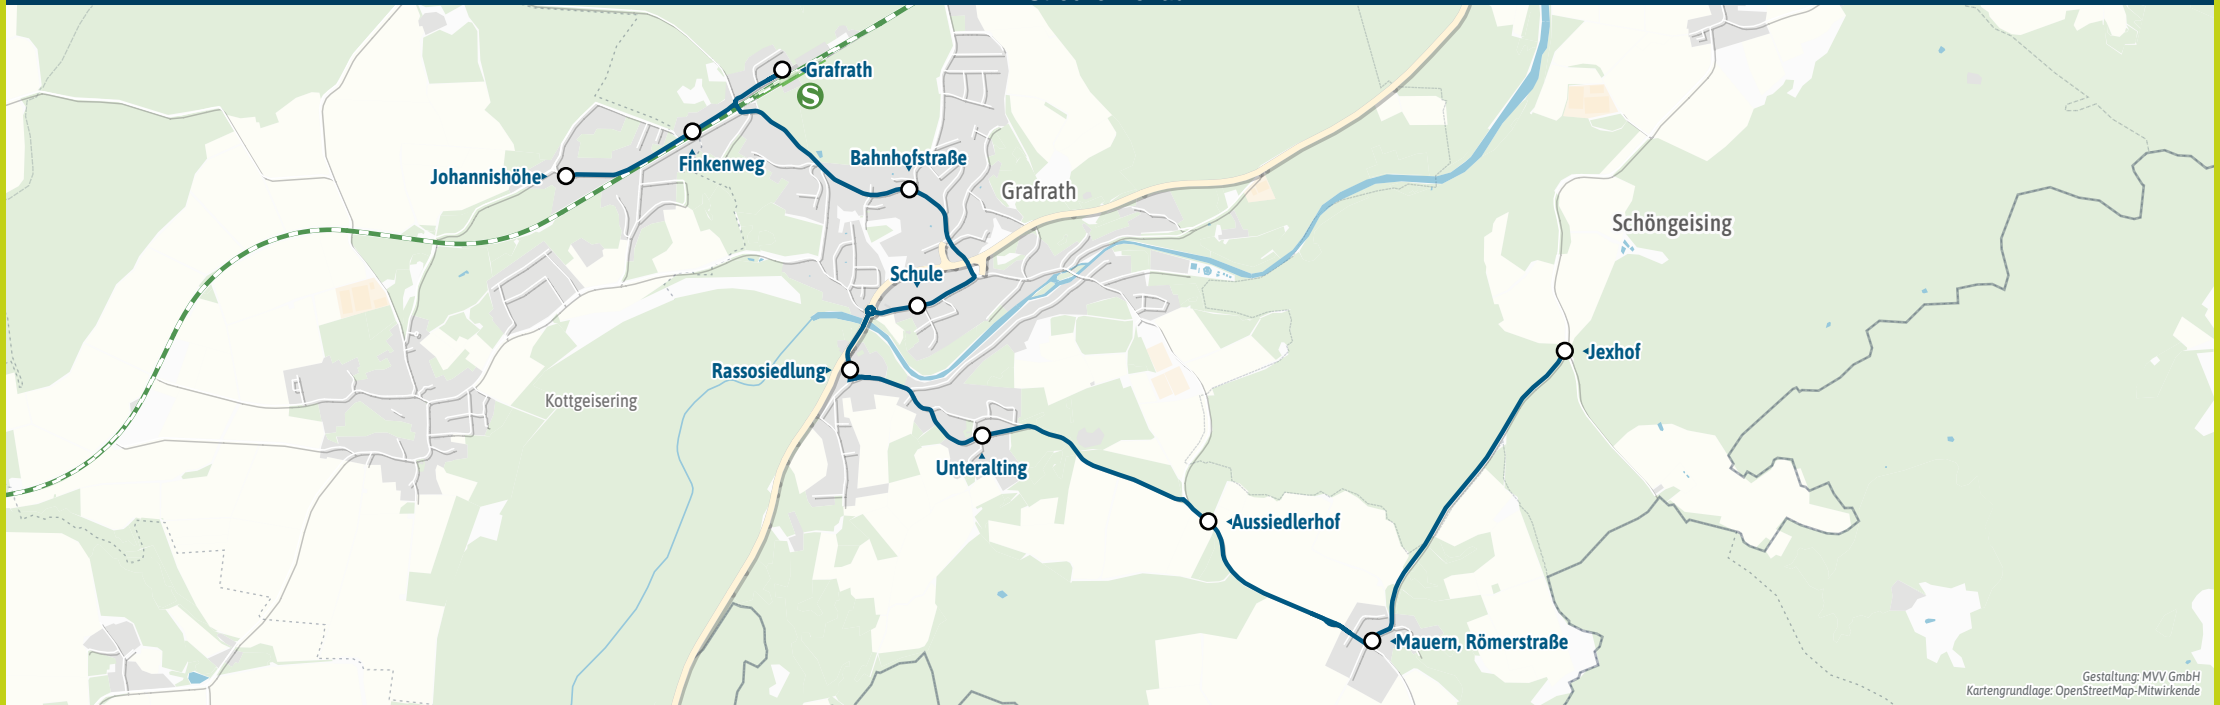 Grafrath
S
Finkenweg
Johannishöhe
Bahnhofstraße
Grafrath
Schöngeising
Schule
Jexhof
Rassosiedlung
Kottgeisering
Unteralting
Aussiedlerhof
Mauern, Römerstraße
Gestaltung: MVV GmbH
Kartengrundlage: OpenStreetMap-Mitwirkende